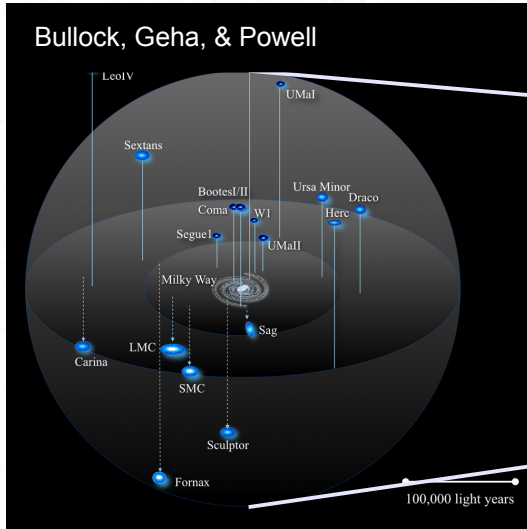 Bullock, Geha, & Powell
LeoIV
UMaI
Sextans
BootesI/II
Ursa Minor
Draco
Coma
W1
Herc
Segue1
UMaII
Milky Way
Sag
LMC
Carina
SMC
Sculptor
Fornax
100,000 light years